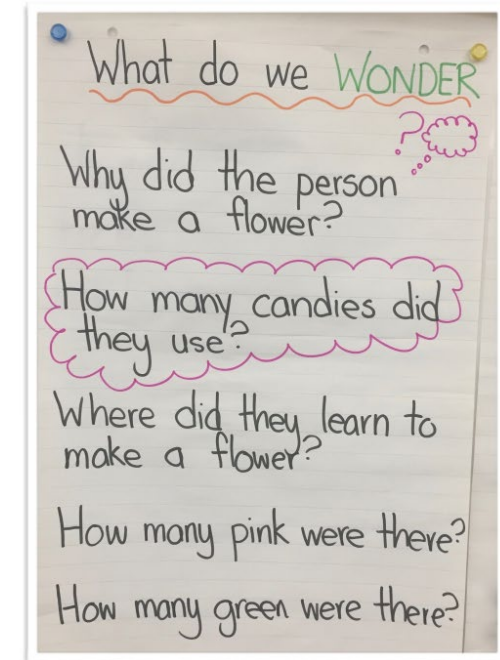 What do we WONDER
?
Why did the person
make a flower?
How many candies did
they use?
Where did they learn to
make a flower?
How many pink were there?
How many green were there?